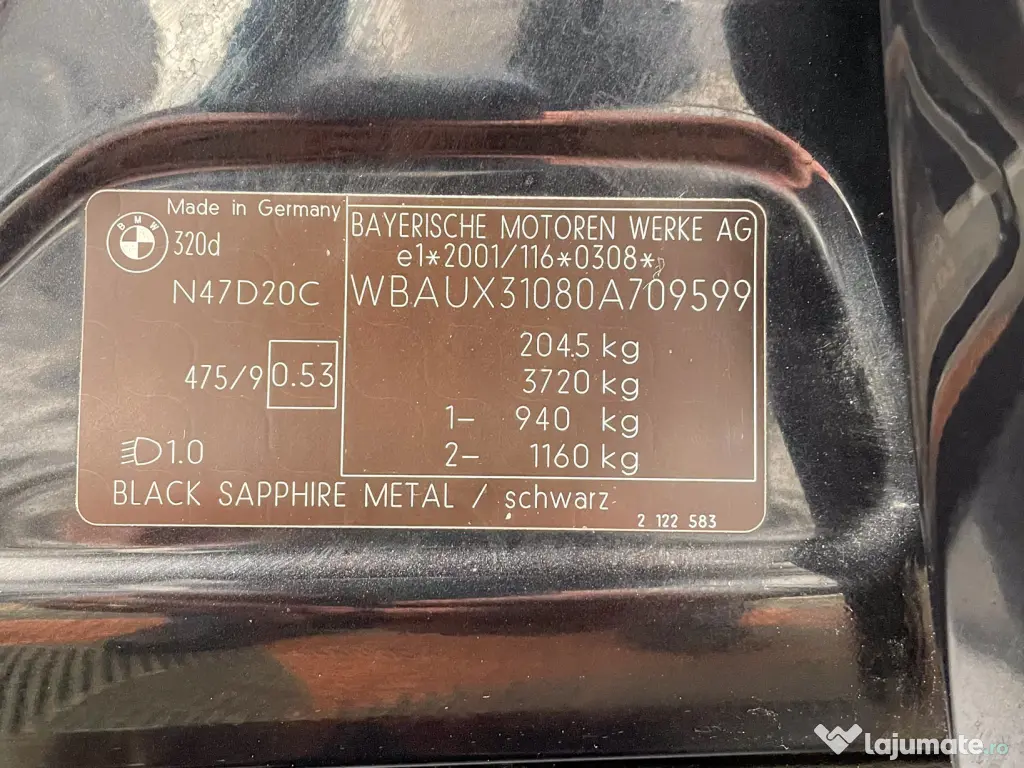 Made in Germany
BMW
320d
N47D20C
475/9 0.53
1.0
BAYERISCHE MOTOREN WERKE AG
e1*2001/116*0308*
WBAUX31080A709599
2045 kg
3720 kg
1- 940 kg
2- 1160 kg
BLACK SAPPHIRE METAL / schwarz
2 122 583
lajumate.ro